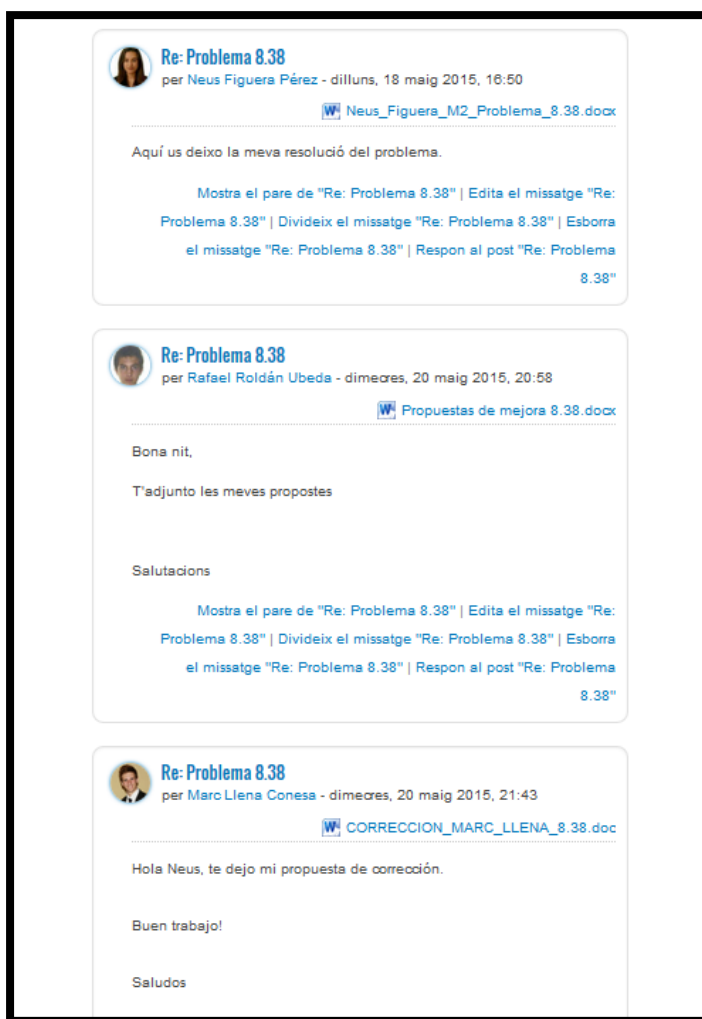 Re: Problema 8.38
per Neus Figuera Pérez - dilluns, 18 maig 2015, 16:50
Neus_Figuera_M2_Problema_8.38.docx
Aquí us deixo la meva resolució del problema.
Mostra el pare de "Re: Problema 8.38" | Edita el missatge "Re:
Problema 8.38" | Divideix el missatge "Re: Problema 8.38" | Esborra
el missatge "Re: Problema 8.38" | Respon al post "Re: Problema
8.38"
Re: Problema 8.38
per Rafael Roldán Ubeda - dimecres, 20 maig 2015, 20:58
Propuestas de mejora 8.38.docx
Bona nit,
T'adjunto les meves propostes
Salutacions
Mostra el pare de "Re: Problema 8.38" | Edita el missatge "Re:
Problema 8.38" | Divideix el missatge "Re: Problema 8.38" | Esborra
el missatge "Re: Problema 8.38" | Respon al post "Re: Problema
8.38"
Re: Problema 8.38
per Marc Llena Conesa - dimecres, 20 maig 2015, 21:43
CORRECCION_MARC_LLENA_8.38.doc
Hola Neus, te dejo mi propuesta de corrección.
Buen trabajo!
Saludos